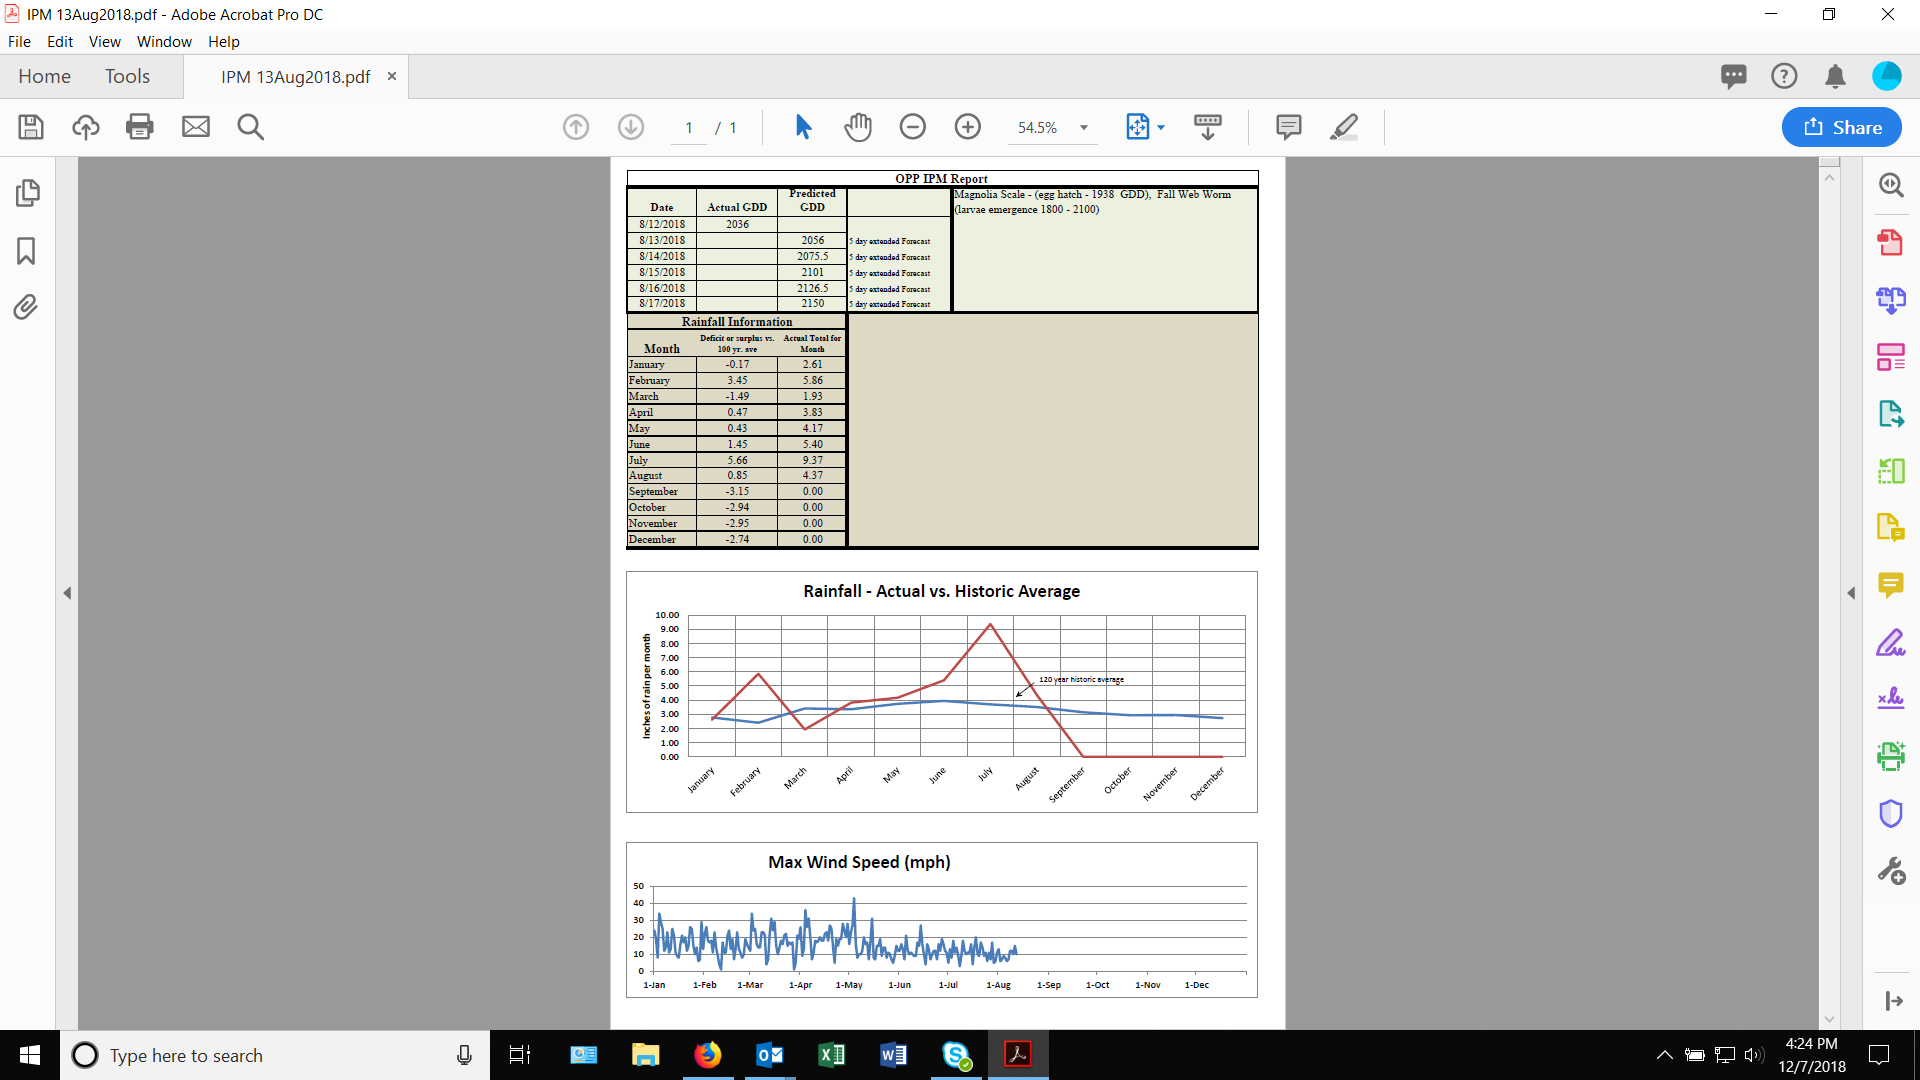 IPM 13Aug2018.pdf - Adobe Acrobat Pro DC
File Edit View Window Help
Home Tools IPM 13Aug2018.pdf ×
1 / 1 54.5% Share
OPP IPM Report
Date Actual GDD Predicted GDD
Magnolia Scale - (egg hatch - 1938 GDD), Fall Web Worm
(larvae emergence 1800 - 2100)
8/12/2018 2036
8/13/2018 2056 5 day extended Forecast
8/14/2018 2075.5 5 day extended Forecast
8/15/2018 2101 5 day extended Forecast
8/16/2018 2126.5 5 day extended Forecast
8/17/2018 2150 5 day extended Forecast
Rainfall Information
Month Deficit or surplus vs. 100 yr. ave Actual Total for Month
January -0.17 2.61
February 3.45 5.86
March -1.49 1.93
April 0.47 3.83
May 0.43 4.17
June 1.45 5.40
July 5.66 9.37
August 0.85 4.37
September -3.15 0.00
October -2.94 0.00
November -2.95 0.00
December -2.74 0.00
Rainfall - Actual vs. Historic Average
Inches of rain per month
10.00
9.00
8.00
7.00
6.00
5.00
4.00
3.00
2.00
1.00
0.00
120 year historic average
January February March April May June July August September October November December
Max Wind Speed (mph)
50
40
30
20
10
0
1-Jan 1-Feb 1-Mar 1-Apr 1-May 1-Jun 1-Jul 1-Aug 1-Sep 1-Oct 1-Nov 1-Dec
Type here to search
4:24 PM
12/7/2018